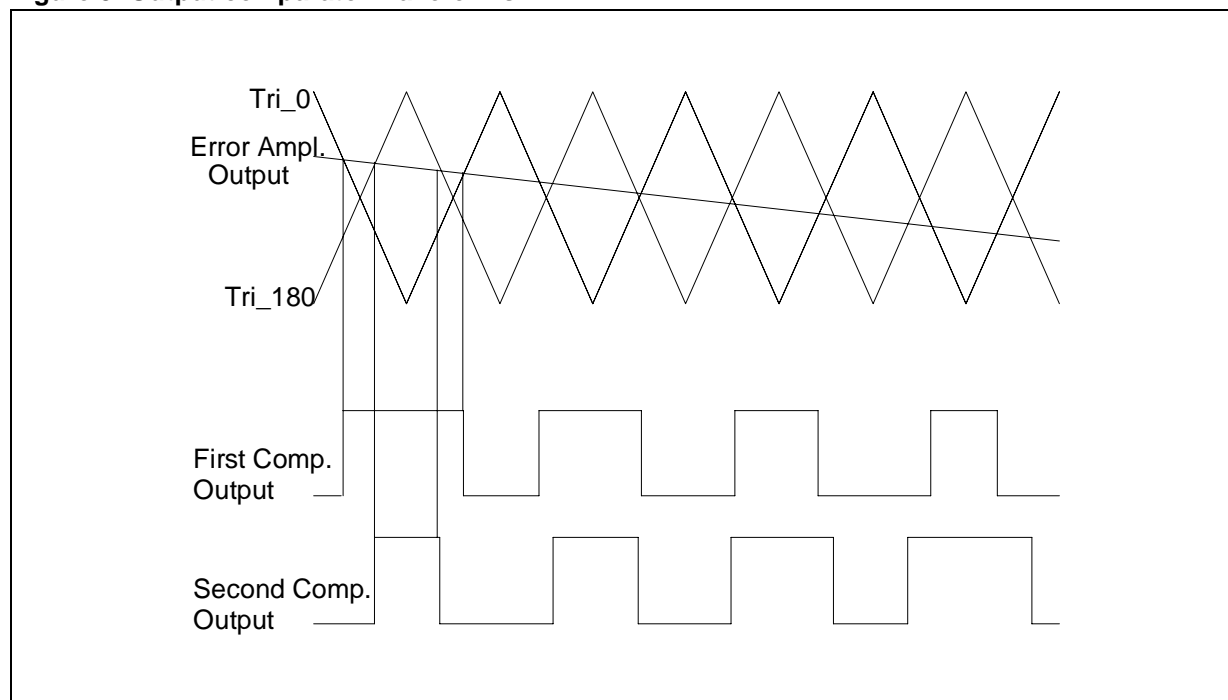 Tri_0
Error Ampl.
Output
Tri_180
First Comp.
Output
Second Comp.
Output